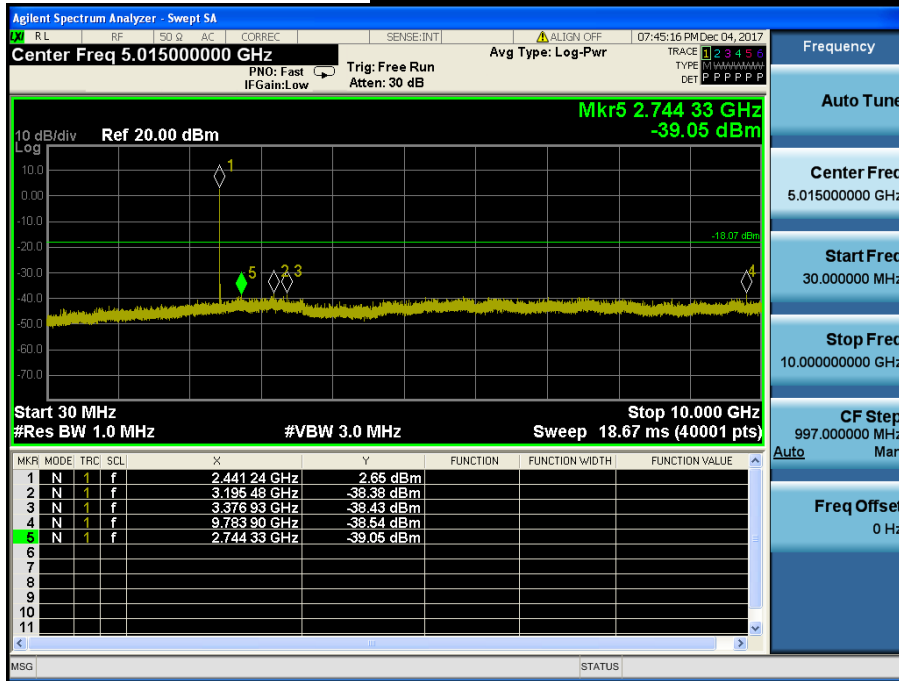 Agilent Spectrum Analyzer - Swept SA
LXI RL RF 50 Ω AC CORREC SENSE:INT ALIGN OFF 07:45:16 PM Dec 04, 2017
Center Freq 5.015000000 GHz
PNO: Fast
IFGain:Low
Trig: Free Run
Atten: 30 dB
Avg Type: Log-Pwr
TRACE 1 2 3 4 5 6
TYPE M WWWWW
DET P P P P P P
Mkr5 2.744 33 GHz
-39.05 dBm
10 dB/div Ref 20.00 dBm
Log
10.0
0.00
-10.0
-20.0
-30.0
-40.0
-50.0
-60.0
-70.0
1
-18.07 dBm
5
2
3
4
Start 30 MHz Stop 10.000 GHz
#Res BW 1.0 MHz #VBW 3.0 MHz Sweep 18.67 ms (40001 pts)
MKR MODE TRC SCL X Y FUNCTION FUNCTION WIDTH FUNCTION VALUE
1 N 1 f 2.441 24 GHz 2.65 dBm
2 N 1 f 3.195 48 GHz -38.38 dBm
3 N 1 f 3.376 93 GHz -38.43 dBm
4 N 1 f 9.783 90 GHz -38.54 dBm
5 N 1 f 2.744 33 GHz -39.05 dBm
6
7
8
9
10
11
MSG STATUS
Frequency
Auto Tune
Center Freq
5.015000000 GHz
Start Freq
30.000000 MHz
Stop Freq
10.000000000 GHz
CF Step
997.000000 MHz
Auto Man
Freq Offset
0 Hz